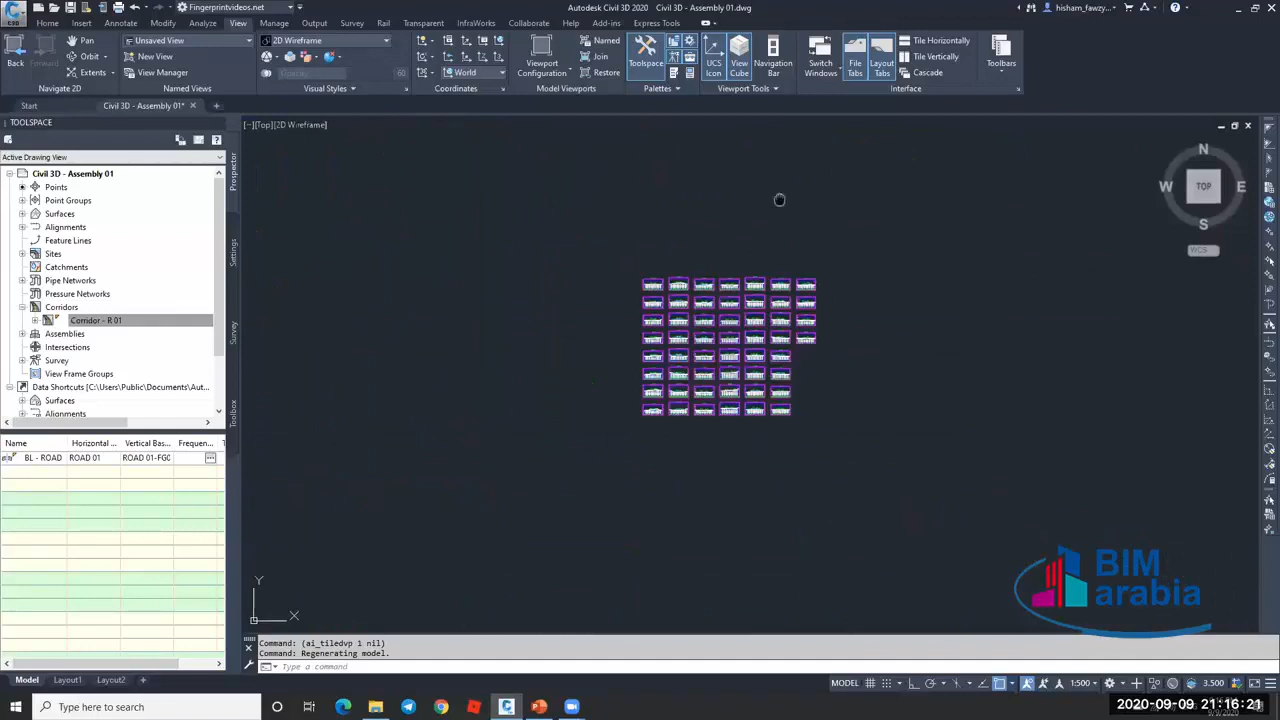 C3D
Fingerprintvideos.net
Autodesk Civil 3D 2020 Civil 3D - Assembly 01.dwg
hisham_fawzy...
Home Insert Annotate Modify Analyze View Manage Output Survey Rail Transparent InfraWorks Collaborate Help Add-ins Express Tools
Back
Forward
Pan
Orbit
Extents
Navigate 2D
Unsaved View
New View
View Manager
Named Views
2D Wireframe
Opacity
Visual Styles
World
Coordinates
Viewport
Configuration
Named
Join
Restore
Model Viewports
Toolspace
Palettes
UCS
Icon
View
Cube
Navigation
Bar
Viewport Tools
Switch
Windows
File
Tabs
Layout
Tabs
Tile Horizontally
Tile Vertically
Cascade
Interface
Toolbars
Start
Civil 3D - Assembly 01*
TOOLSPACE
Active Drawing View
Civil 3D - Assembly 01
Points
Point Groups
Surfaces
Alignments
Feature Lines
Sites
Catchments
Pipe Networks
Pressure Networks
Corridors
Corridor - R 01
Assemblies
Intersections
Survey
View Frame Groups
Data Shortcuts [C:\Users\Public\Documents\Aut...
Surfaces
Alignments
Prospector
Settings
Survey
Toolbox
Name Horizontal ... Vertical Bas... Frequen...
BL - ROAD ROAD 01 ROAD 01-FG0
[−][Top][2D Wireframe]
N
W TOP E
S
WCS
Y
X
BIM
arabia
Command: (ai_tiledvp 1 nil)
Command: Regenerating model.
Type a command
Model Layout1 Layout2
MODEL
1:500
3.500
Type here to search
2020-09-09 21:16:21